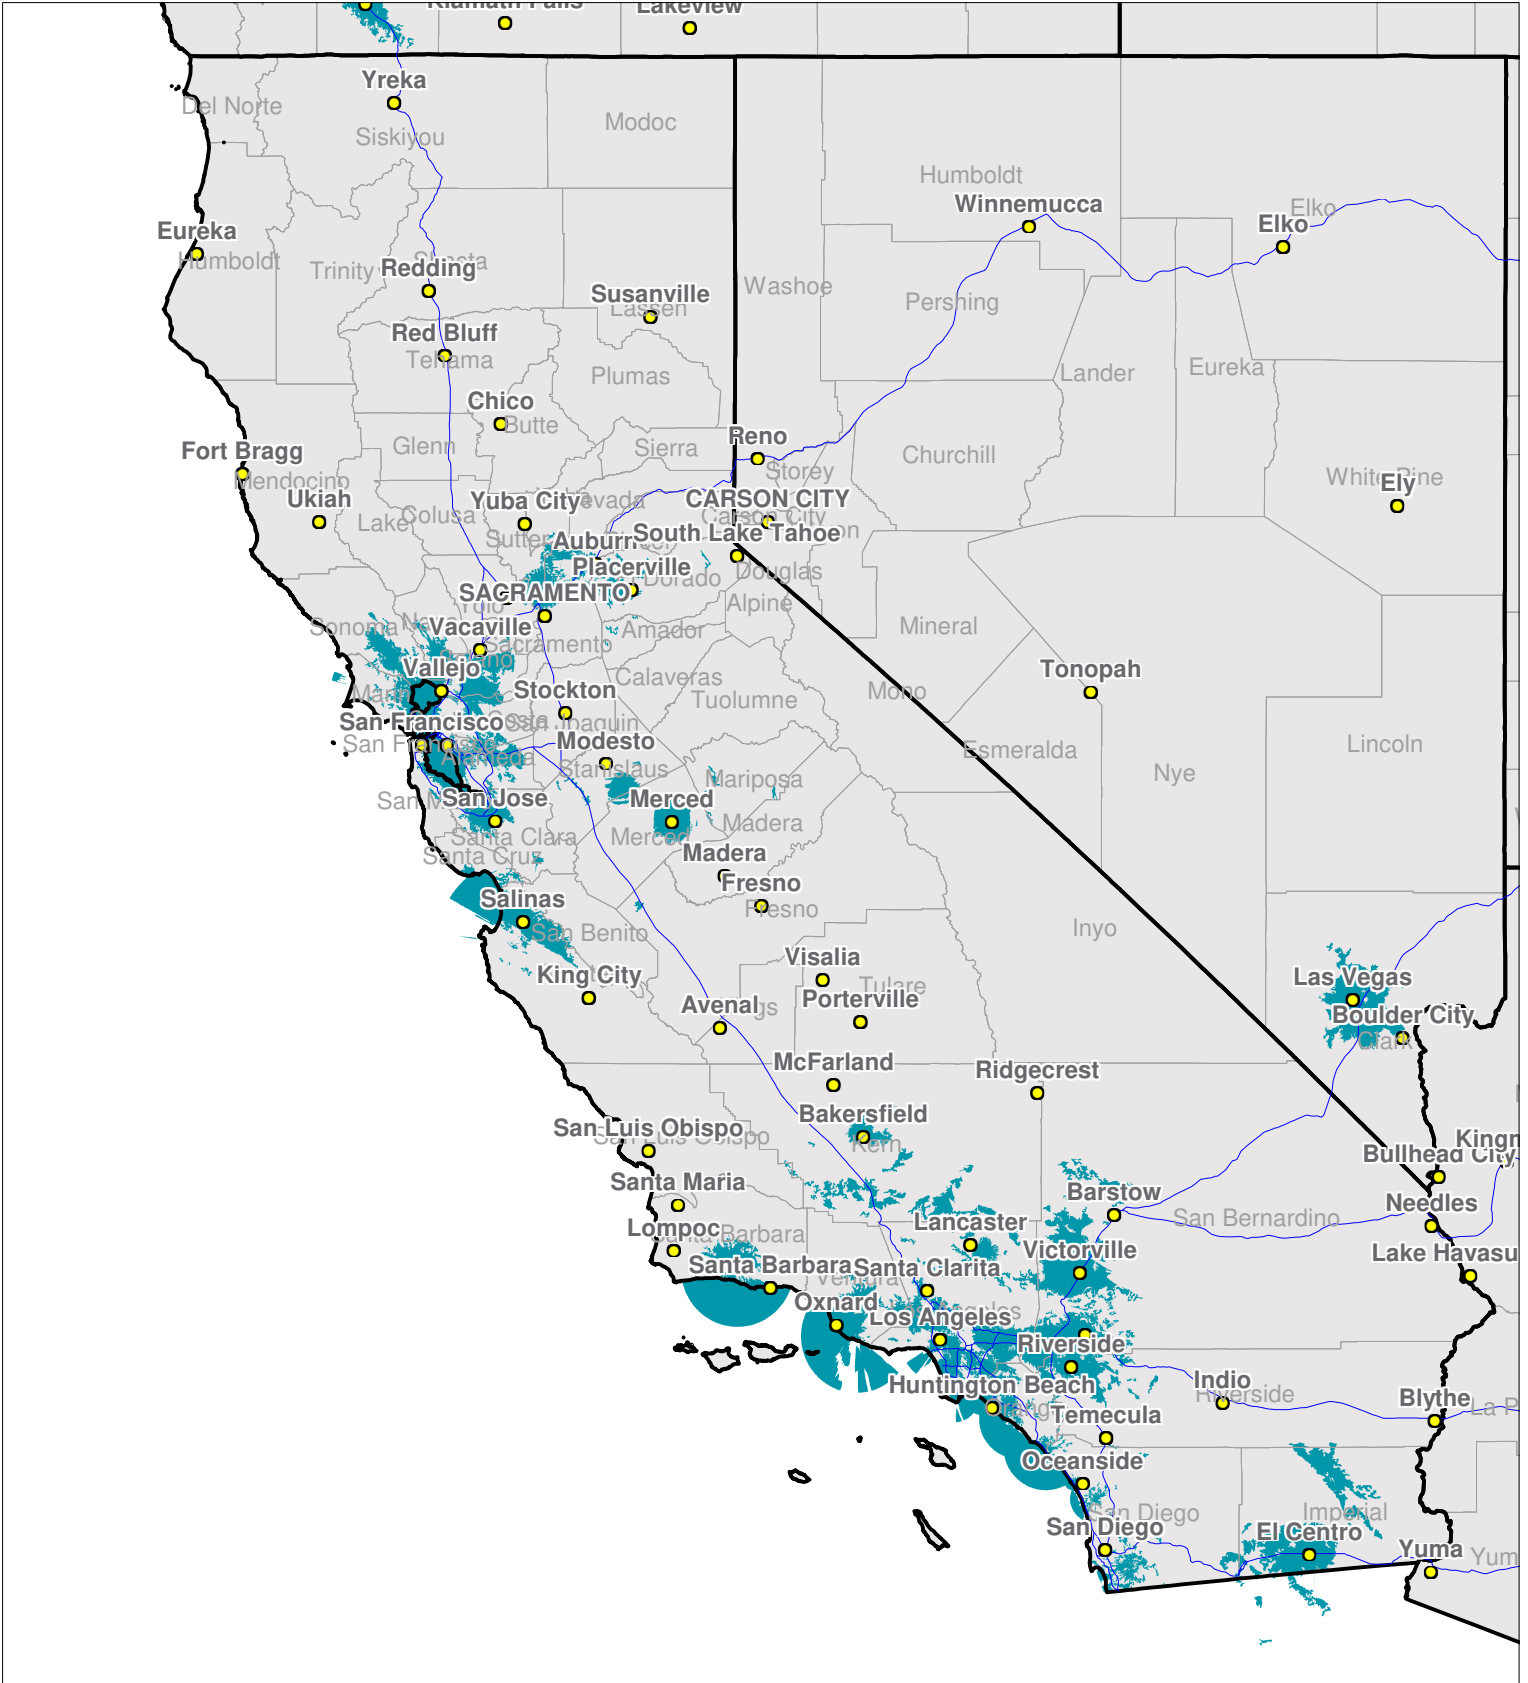 Klamath Falls
Lakeview
Yreka
Del Norte
Siskiyou
Modoc
Humboldt
Winnemucca
Elko
Elko
Eureka
Humboldt
Trinity
Shasta
Redding
Washoe
Pershing
Susanville
Lassen
Red Bluff
Tehama
Plumas
Lander
Eureka
Chico
Butte
Glenn
Sierra
Reno
Storey
Churchill
Fort Bragg
Mendocino
Ukiah
White Pine
Ely
Lake
Colusa
Yuba City
Nevada
CARSON CITY
Carson City
Sutter
Auburn
South Lake Tahoe
Placerville
Dorado
Douglas
SACRAMENTO
Yolo
Alpine
Sonoma
Vacaville
Sacramento
Amador
Mineral
Vallejo
Solano
Calaveras
Tonopah
Marin
Stockton
Tuolumne
Mono
San Francisco
San Francisco
Costa
San Joaquin
Alameda
Modesto
Stanislaus
Mariposa
Esmeralda
Nye
Lincoln
San M
San Jose
Merced
Merced
Madera
Santa Clara
Santa Cruz
Madera
Fresno
Fresno
Salinas
San Benito
Inyo
King City
Visalia
Tulare
Porterville
Avenal
gs
Las Vegas
Boulder City
Clark
McFarland
Ridgecrest
Bakersfield
Kern
San Luis Obispo
San Luis Obispo
Kingm
Bullhead City
Santa Maria
Barstow
Needles
Lompoc
Santa Barbara
Lancaster
San Bernardino
Victorville
Lake Havasu
Santa Barbara
Santa Clarita
Ventura
Oxnard
Los Angeles
Los Angeles
Riverside
Huntington Beach
Orange
Indio
Riverside
Blythe
La P
Temecula
Oceanside
San Diego
San Diego
Imperial
El Centro
Yuma
Yum